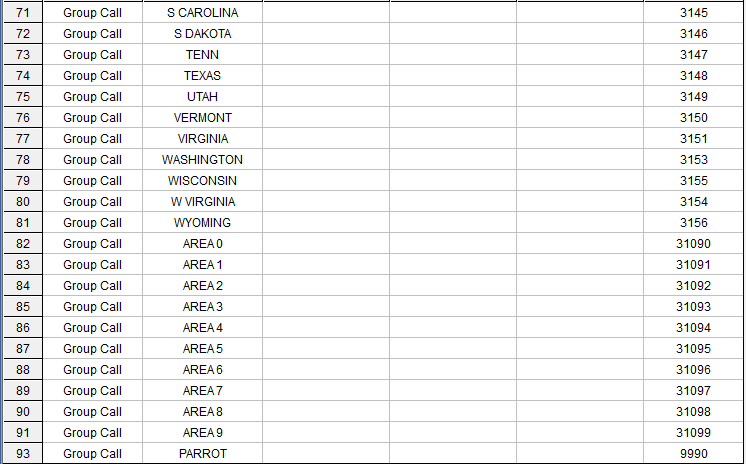 71 Group Call S CAROLINA 3145
72 Group Call S DAKOTA 3146
73 Group Call TENN 3147
74 Group Call TEXAS 3148
75 Group Call UTAH 3149
76 Group Call VERMONT 3150
77 Group Call VIRGINIA 3151
78 Group Call WASHINGTON 3153
79 Group Call WISCONSIN 3155
80 Group Call W VIRGINIA 3154
81 Group Call WYOMING 3156
82 Group Call AREA 0 31090
83 Group Call AREA 1 31091
84 Group Call AREA 2 31092
85 Group Call AREA 3 31093
86 Group Call AREA 4 31094
87 Group Call AREA 5 31095
88 Group Call AREA 6 31096
89 Group Call AREA 7 31097
90 Group Call AREA 8 31098
91 Group Call AREA 9 31099
93 Group Call PARROT 9990